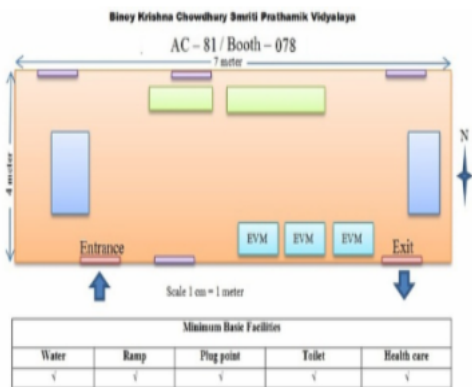 Binoy Krishna Chowdhury Smriti Prathamik Vidyalaya
AC – 81 / Booth – 078
7 meter
4 meter
N
EVM EVM EVM
Entrance
Exit
Scale 1 cm = 1 meter
Minimum Basic Facilities
Water Ramp Plug point Toilet Health care
√ √ √ √ √